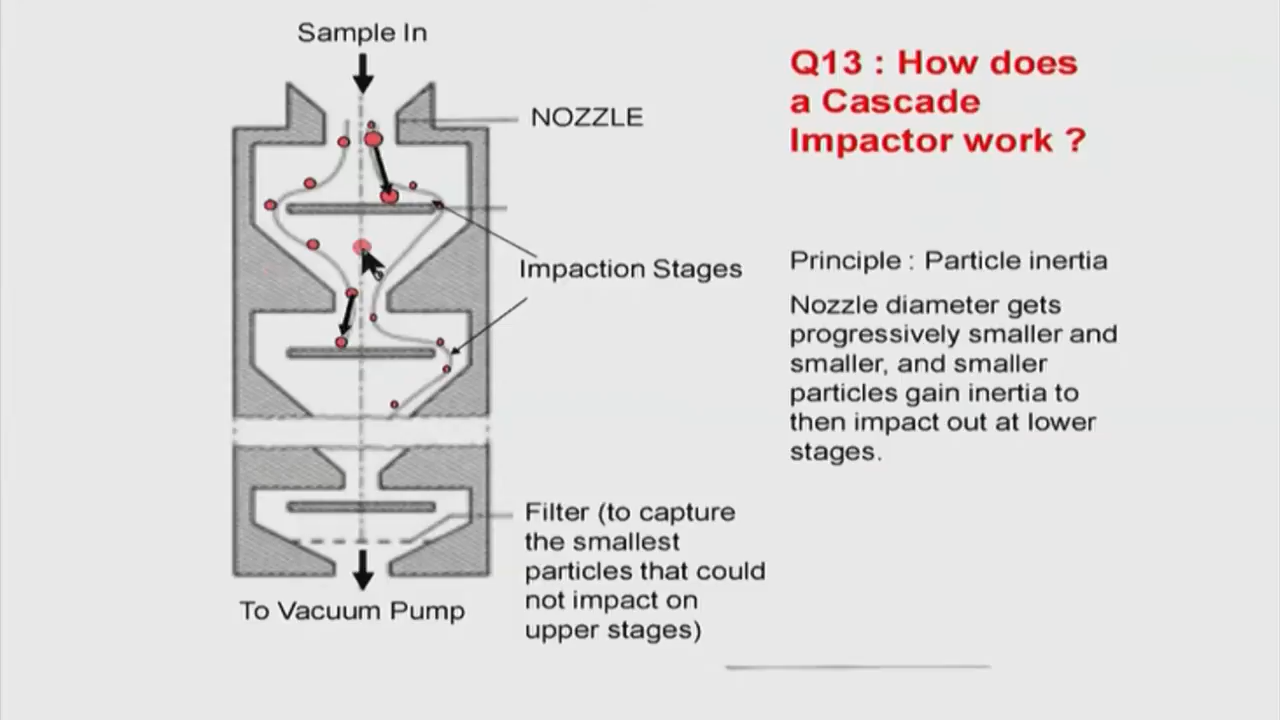 Sample In
NOZZLE
Impaction Stages
Filter (to capture
the smallest
particles that could
not impact on
upper stages)
To Vacuum Pump
Q13 : How does
a Cascade
Impactor work ?
Principle : Particle inertia
Nozzle diameter gets
progressively smaller and
smaller, and smaller
particles gain inertia to
then impact out at lower
stages.